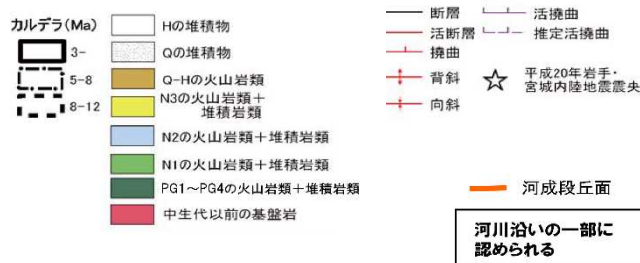 カルデラ(Ma)
3-
5-8
8-12
Hの堆積物
Qの堆積物
Q-Hの火山岩類
N3の火山岩類+
堆積岩類
N2の火山岩類+堆積岩類
N1の火山岩類+堆積岩類
PG1~PG4の火山岩類+堆積岩類
中生代以前の基盤岩
断層
活断層
撓曲
背斜
向斜
活撓曲
推定活撓曲
平成20年岩手・
宮城内陸地震震央
河成段丘面
河川沿いの一部に
認められる